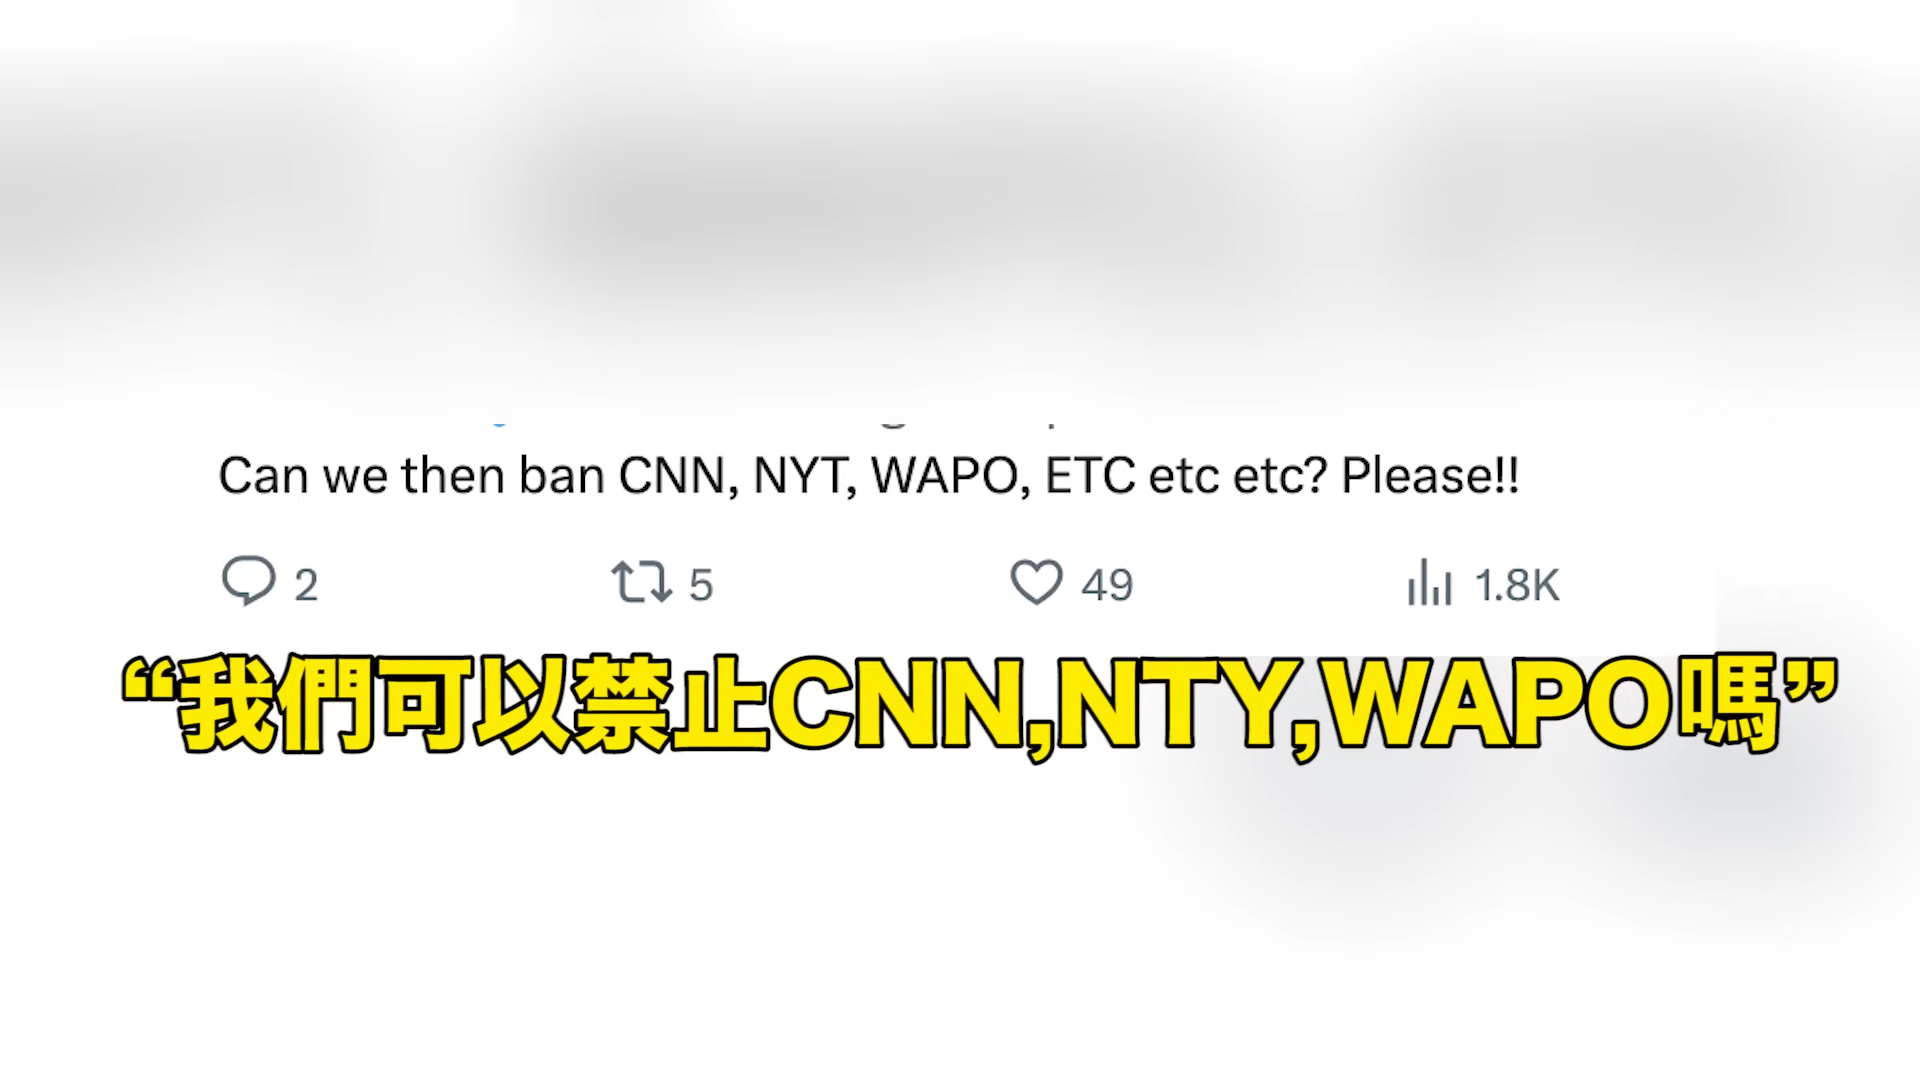 Can we then ban CNN, NYT, WAPO, ETC etc etc? Please!!
2 5 49 1.8K
“我們可以禁止CNN,NTY,WAPO嗎”